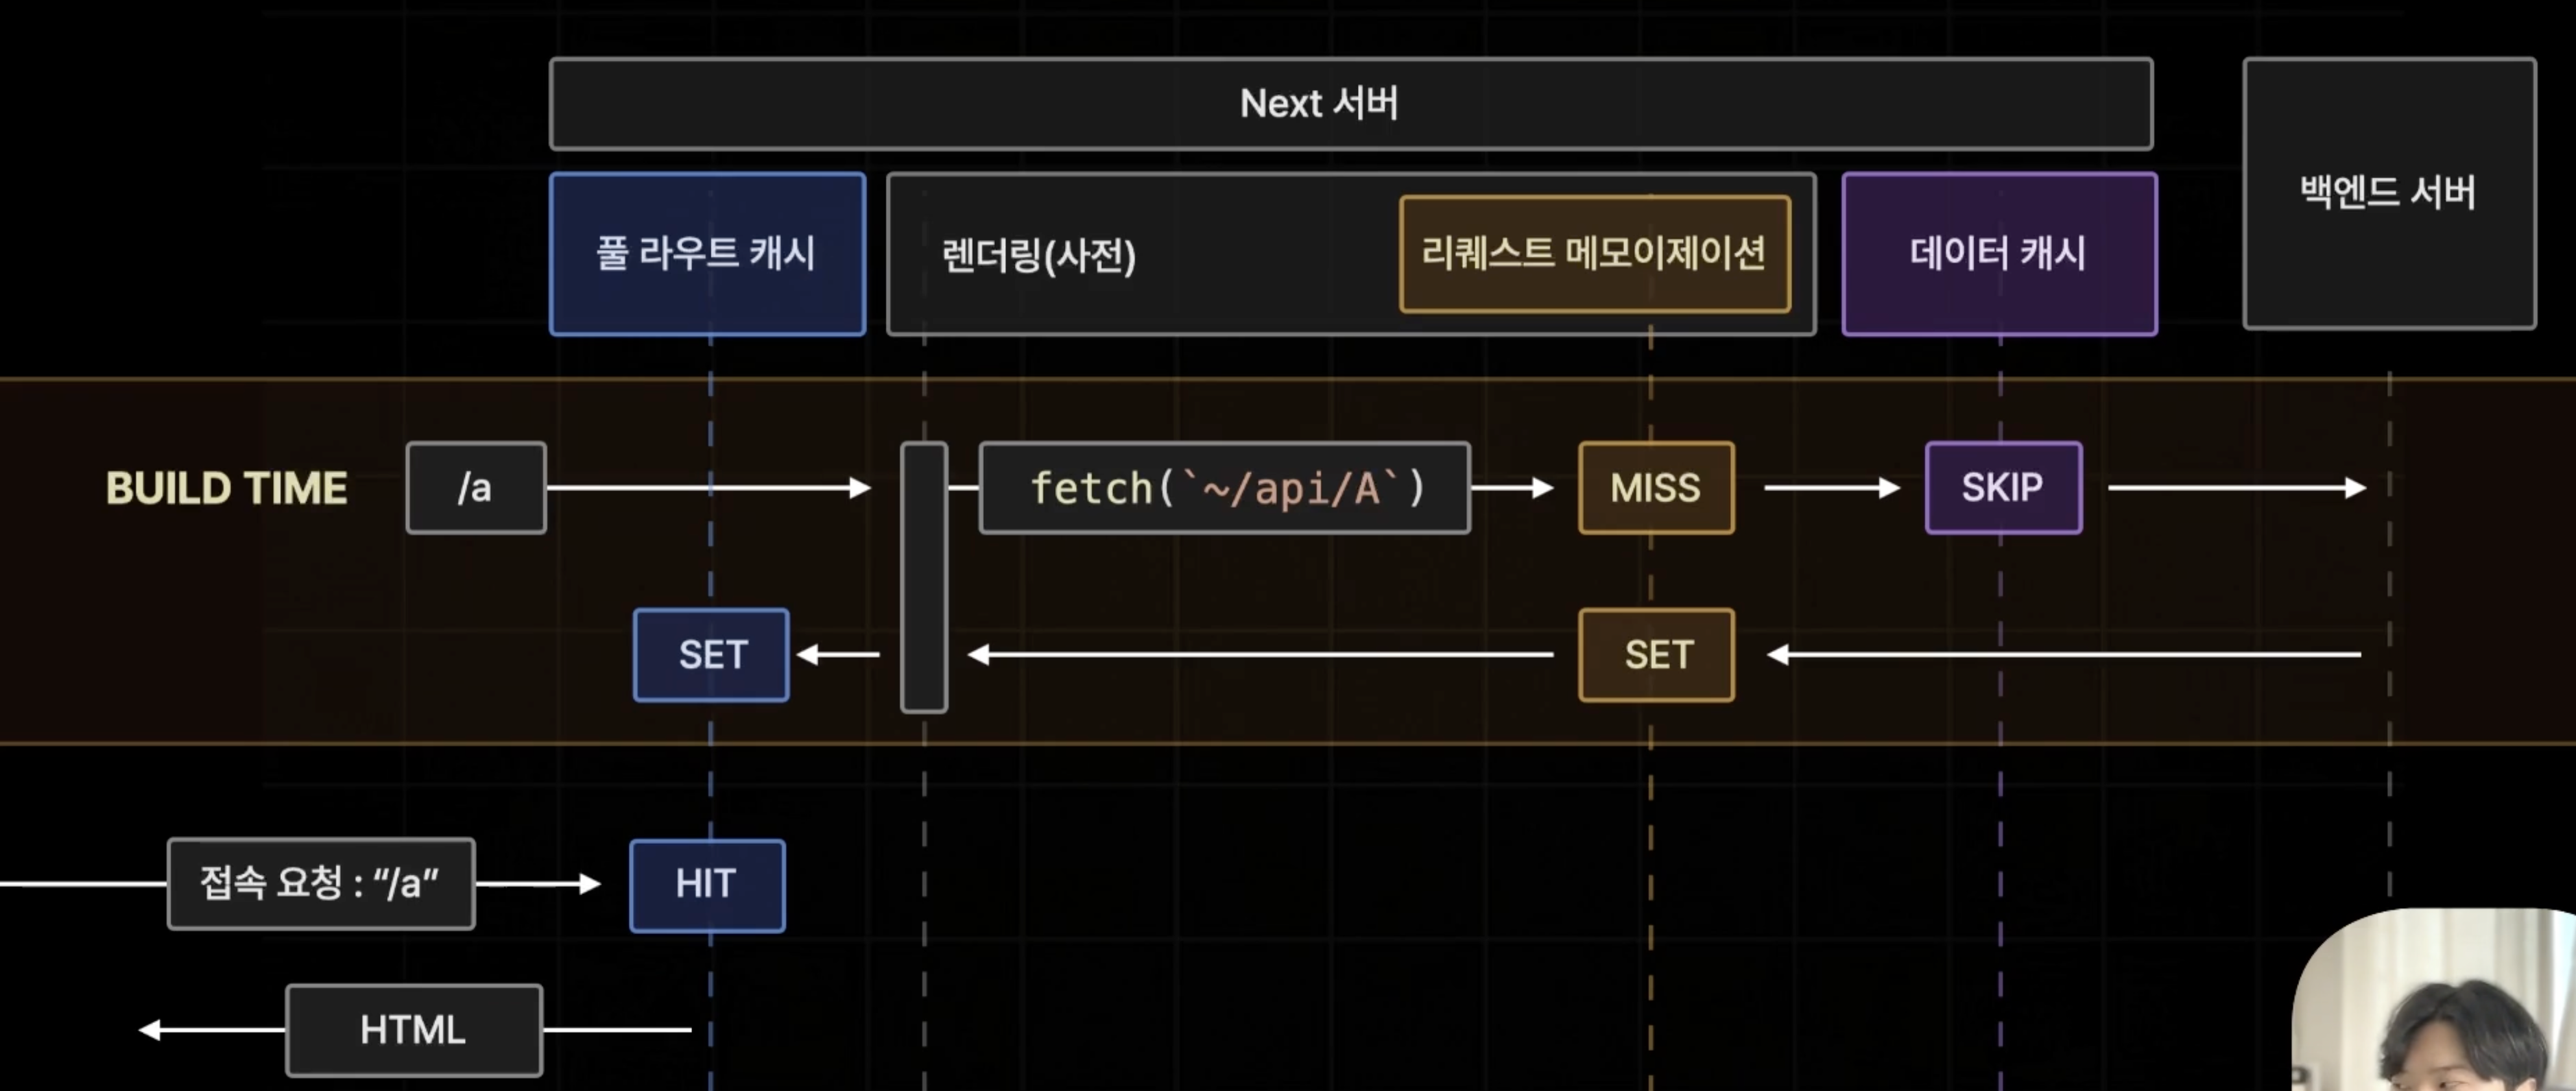 Next 서버
백엔드 서버
풀 라우트 캐시
렌더링(사전)
리퀘스트 메모이제이션
데이터 캐시
BUILD TIME
/a
fetch(`~/api/A`)
MISS
SKIP
SET
SET
접속 요청 : “/a”
HIT
HTML